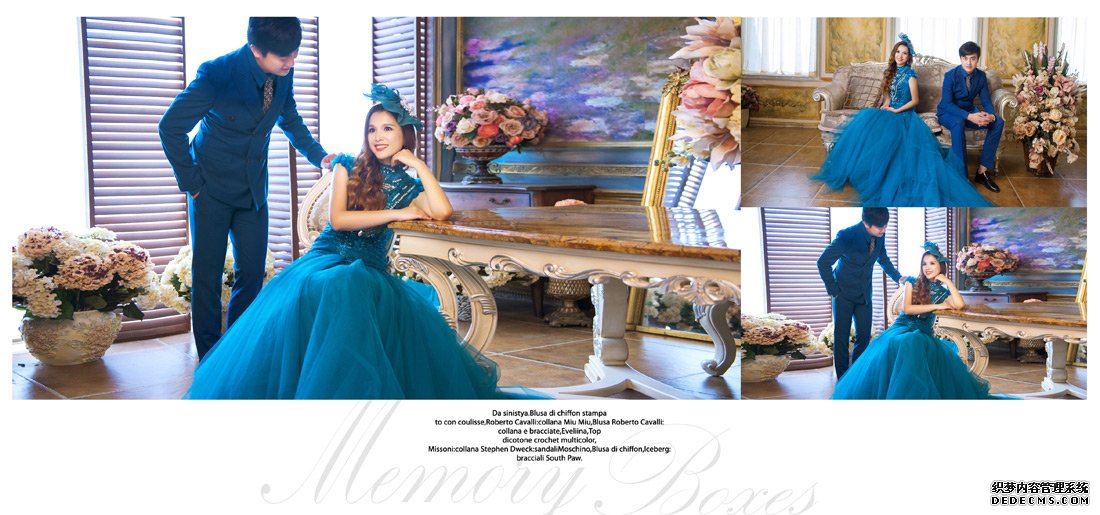 Da sinistya.Blusa di chiffon stampa
to con coulisse,Roberto Cavalli:collana Miu Miu,Blusa Roberto Cavalli:
collana e bracciate,Eveliina,Top
dicotone crochet multicolor,
Missoni:collana Stephen Dweck:sandaliMoschino,Blusa di chiffon,Iceberg:
bracciali South Paw.
Memory Boxes
织梦内容管理系统
DEDECMS.COM